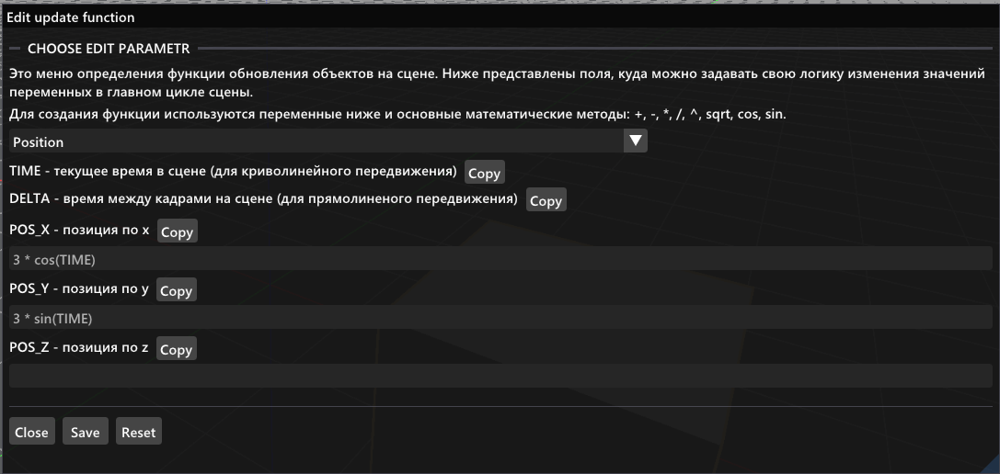 Edit update function
CHOOSE EDIT PARAMETR
Это меню определения функции обновления объектов на сцене. Ниже представлены поля, куда можно задавать свою логику изменения значений
переменных в главном цикле сцены.
Для создания функции используются переменные ниже и основные математические методы: +, -, *, /, ^, sqrt, cos, sin.
Position
TIME - текущее время в сцене (для криволинейного передвижения) Copy
DELTA - время между кадрами на сцене (для прямолиненого передвижения) Copy
POS_X - позиция по x Copy
3 * cos(TIME)
POS_Y - позиция по y Copy
3 * sin(TIME)
POS_Z - позиция по z Copy
Close Save Reset